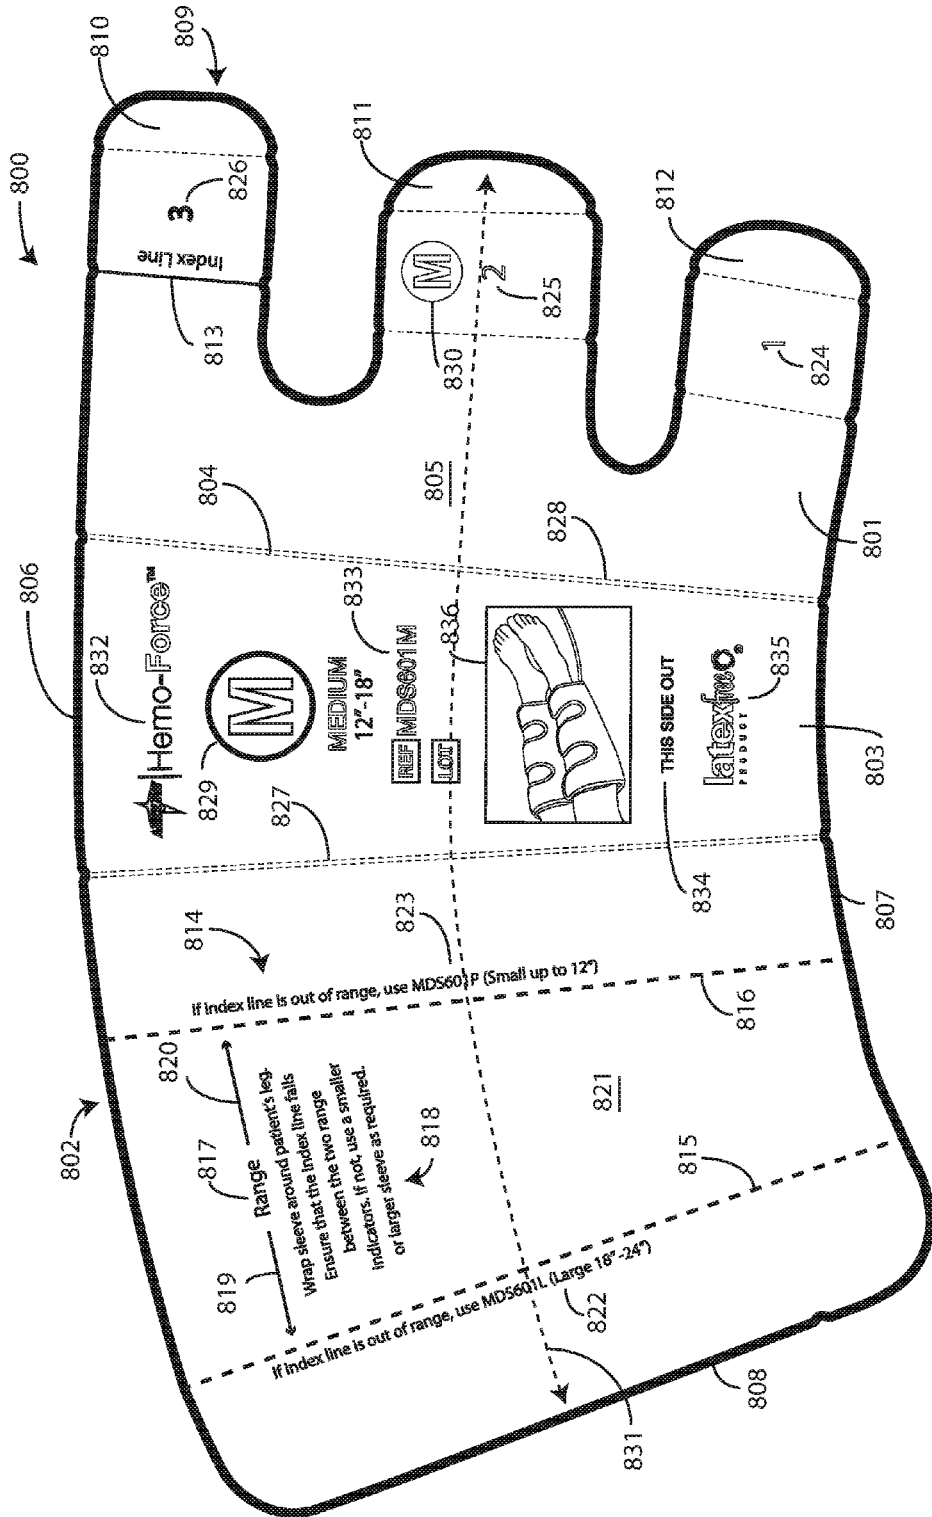 800
806
802
810
809
832
Hemo-Force™
3
826
Index Line
813
814
820
817
Range
819
Wrap sleeve around patient's leg.
Ensure that the index line falls
between the two range
indicators. If not, use a smaller
or larger sleeve as required.
818
If index line is out of range, use MDS601P (Small up to 12")
If index line is out of range, use MDS601L (Large 18"-24")
829
827
804
M
MEDIUM
12"-18"
833
REF MDS601M
LOT
823
836
805
811
M
830
2
825
822
831
821
815
816
808
828
THIS SIDE OUT
834
latexfree®
PRODUCT
835
812
1
824
801
803
807